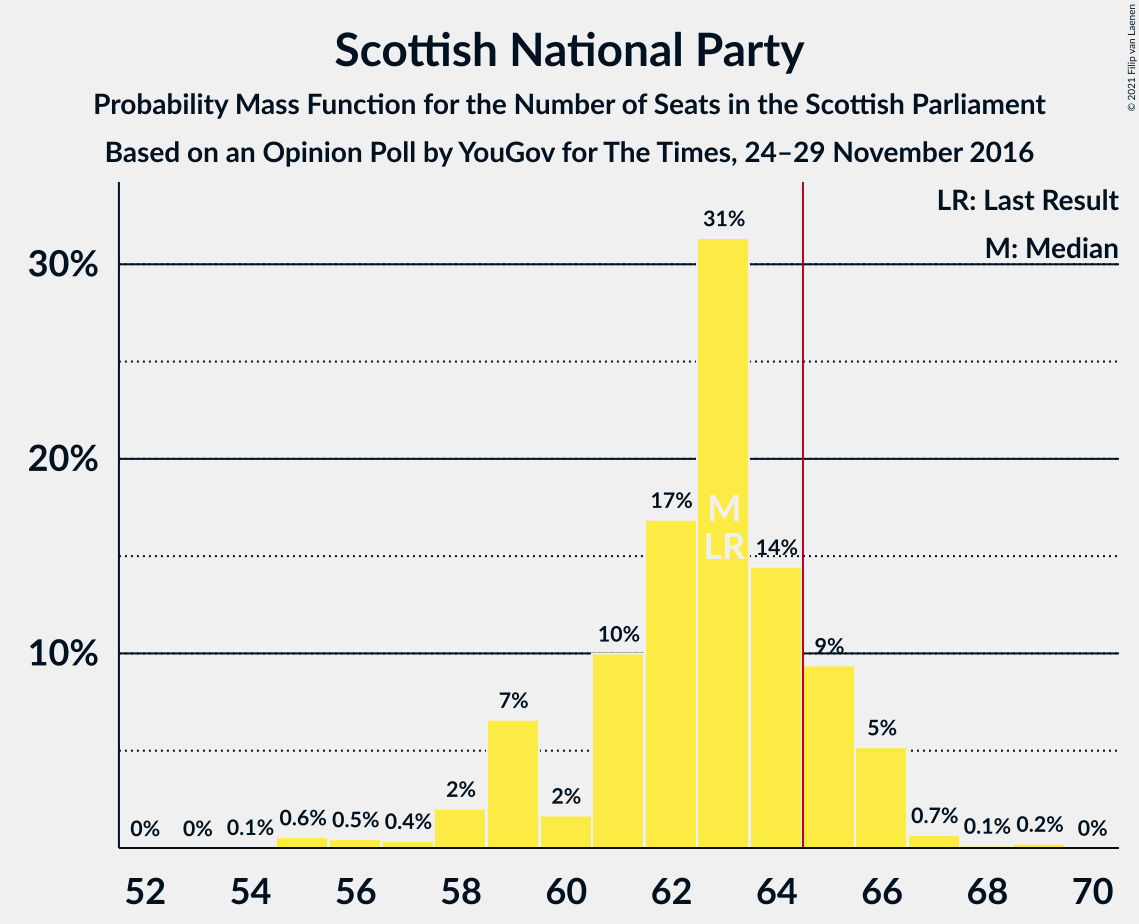 Scottish National Party
Probability Mass Function for the Number of Seats in the Scottish Parliament
Based on an Opinion Poll by YouGov for The Times, 24–29 November 2016
© 2021 Filip van Laenen
LR: Last Result
M: Median
30%
20%
10%
0%
0%
0.1%
0.6%
0.5%
0.4%
2%
7%
2%
10%
17%
31%
M
LR
14%
9%
5%
0.7%
0.1%
0.2%
0%
52 54 56 58 60 62 64 66 68 70